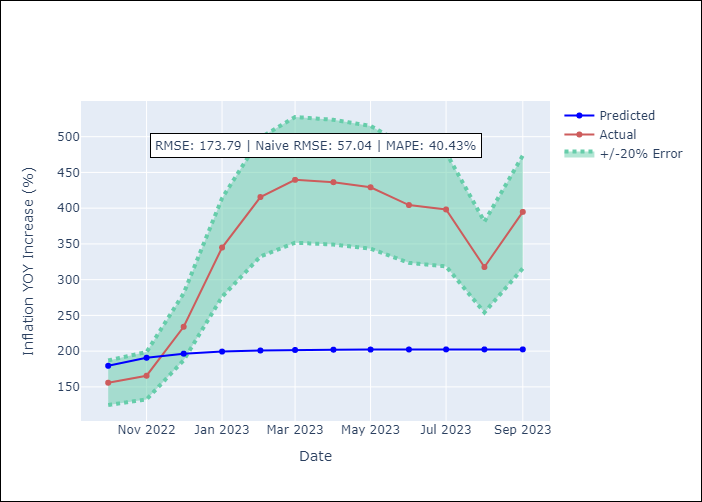 Predicted
Actual
+/-20% Error
RMSE: 173.79 | Naive RMSE: 57.04 | MAPE: 40.43%
500
450
400
350
300
250
200
150
Inflation YOY Increase (%)
Nov 2022 Jan 2023 Mar 2023 May 2023 Jul 2023 Sep 2023
Date